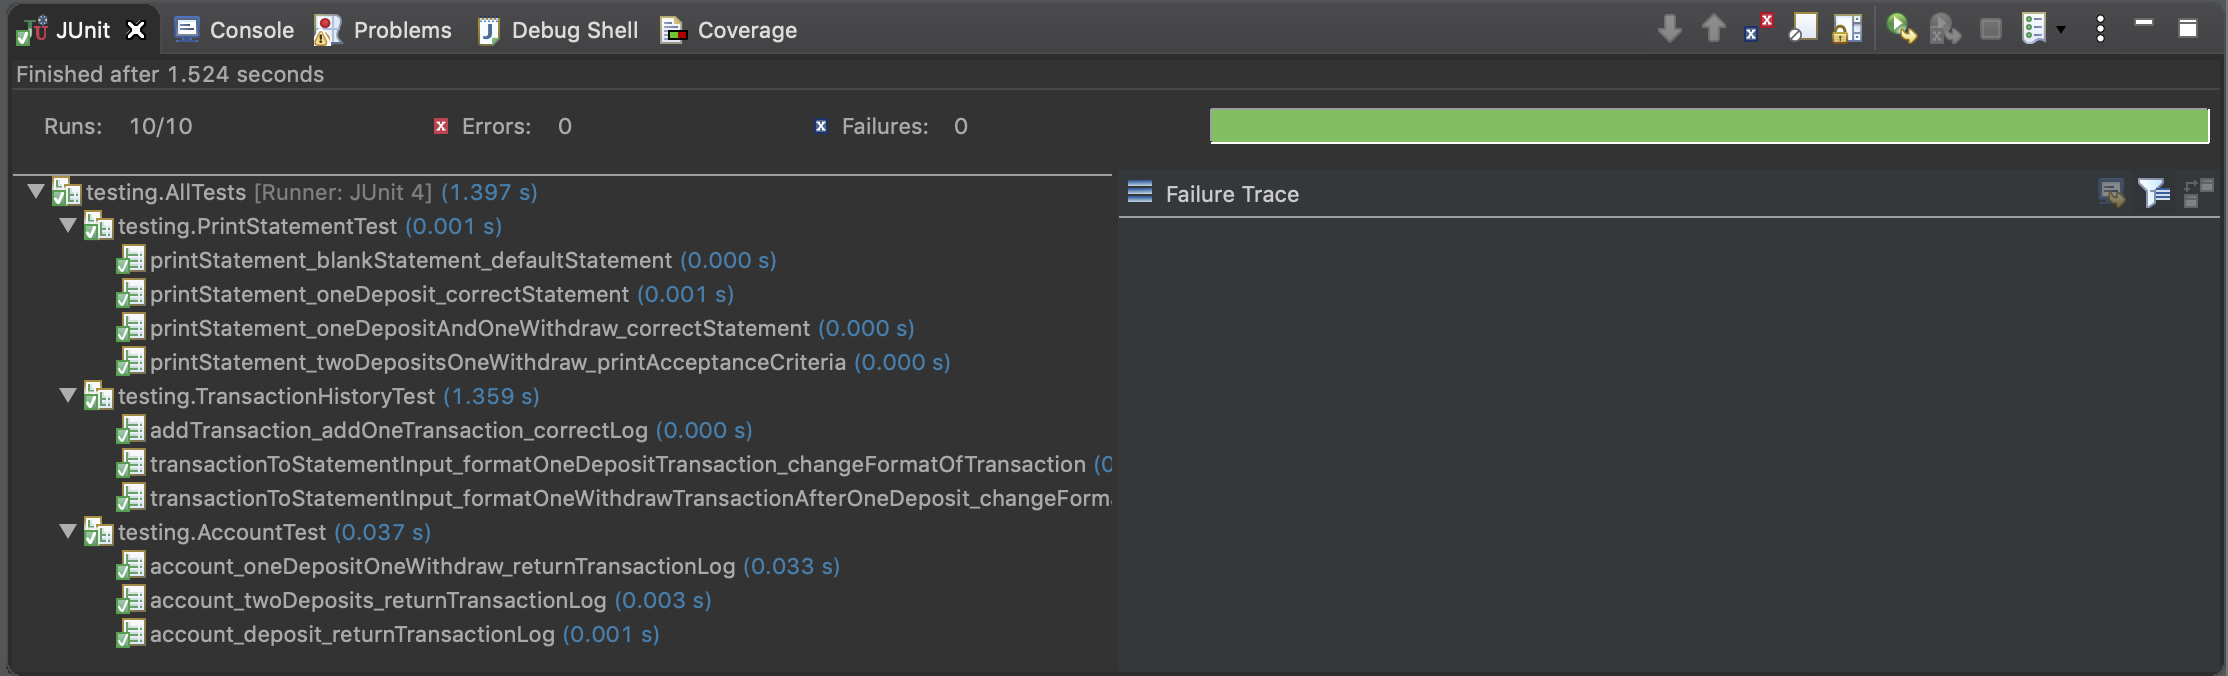 JUnit Console Problems Debug Shell Coverage
Finished after 1.524 seconds
Runs: 10/10 Errors: 0 Failures: 0
testing.AllTests [Runner: JUnit 4] (1.397 s)
Failure Trace
testing.PrintStatementTest (0.001 s)
printStatement_blankStatement_defaultStatement (0.000 s)
printStatement_oneDeposit_correctStatement (0.001 s)
printStatement_oneDepositAndOneWithdraw_correctStatement (0.000 s)
printStatement_twoDepositsOneWithdraw_printAcceptanceCriteria (0.000 s)
testing.TransactionHistoryTest (1.359 s)
addTransaction_addOneTransaction_correctLog (0.000 s)
transactionToStatementInput_formatOneDepositTransaction_changeFormatOfTransaction (0
transactionToStatementInput_formatOneWithdrawTransactionAfterOneDeposit_changeForma
testing.AccountTest (0.037 s)
account_oneDepositOneWithdraw_returnTransactionLog (0.033 s)
account_twoDeposits_returnTransactionLog (0.003 s)
account_deposit_returnTransactionLog (0.001 s)